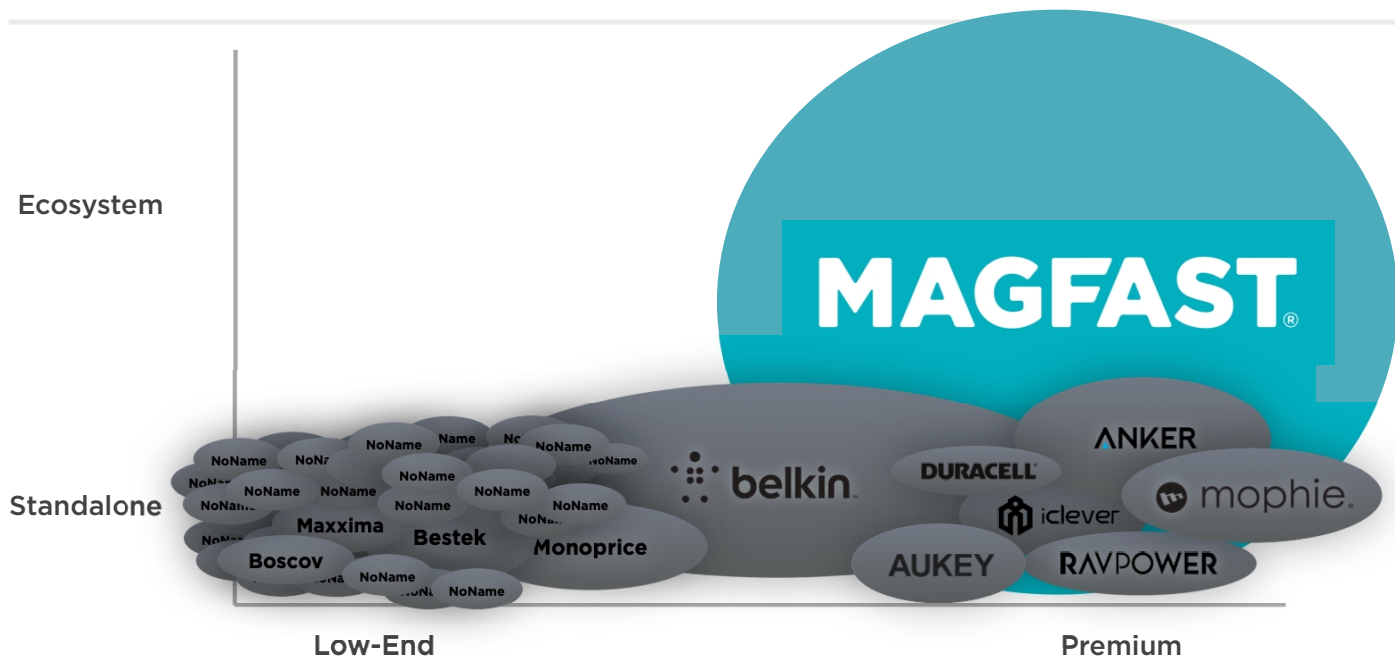 Ecosystem
MAGFAST®
ANKER
NoName
Name
NoName
NoName
NoName
NoName
DURACELL
belkin
mophie
NoName
NoName
NoName
NoName
NoName
Standalone
iclever
Maxxima
Bestek
Monoprice
Boscov
AUKEY
RAVPOWER
NoName
NoName
Low-End
Premium